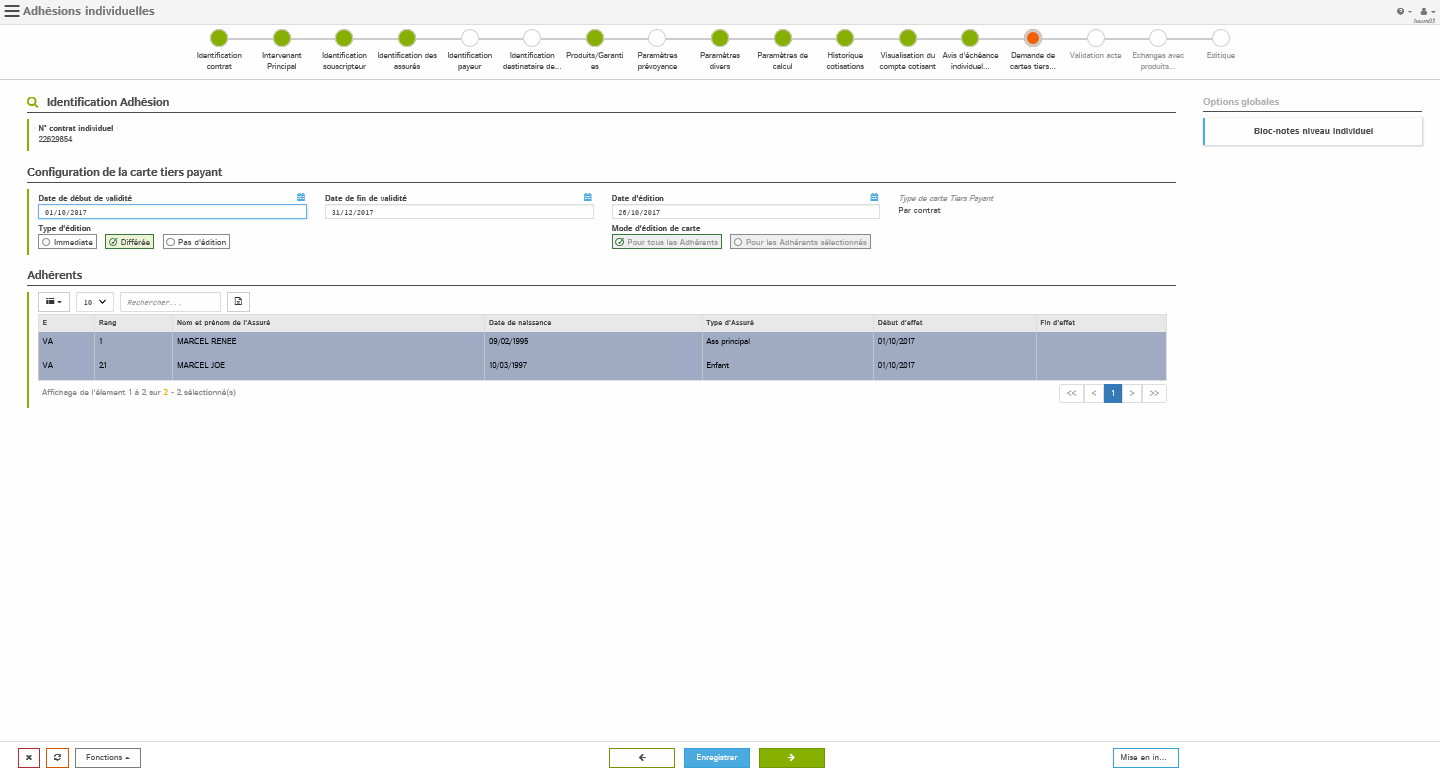 Adhésions individuelles
haum03
Identification contrat
Intervenant Principal
Identification souscripteur
Identification des assurés
Identification payeur
Identification destinataire de...
Produits/Garanti es
Paramètres prévoyance
Paramètres divers
Paramètres de calcul
Historique cotisations
Visualisation du compte cotisant
Avis d'échéance individuel...
Demande de cartes tiers...
Validation acte
Echanges avec produits...
Editique
Identification Adhésion
Options globales
N° contrat individuel
22629654
Bloc-notes niveau individuel
Configuration de la carte tiers payant
Date de début de validité
01/10/2017
Date de fin de validité
31/12/2017
Date d'édition
26/10/2017
Type de carte Tiers Payant
Par contrat
Type d'édition
Immediate Différée Pas d'édition
Mode d'édition de carte
Pour tous les Adhérents Pour les Adhérents sélectionnés
Adhérents
10 Rechercher...
E Rang Nom et prénom de l'Assuré Date de naissance Type d'Assuré Début d'effet Fin d'effet
VA 1 MARCEL RENEE 09/02/1995 Ass principal 01/10/2017
VA 21 MARCEL JOE 10/03/1997 Enfant 01/10/2017
Affichage de l'élement 1 à 2 sur 2 - 2 sélectionné(s)
<< < 1 > >>
Fonctions Enregistrer Mise en in...